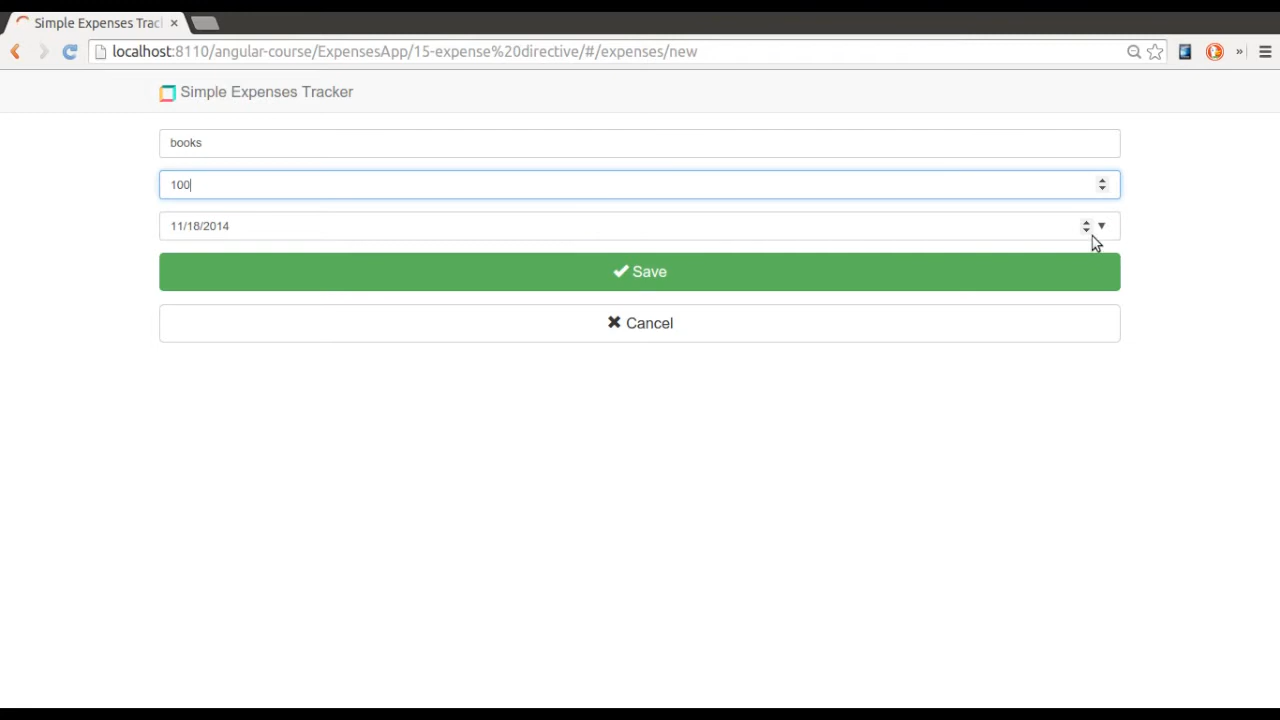 Simple Expenses Trac
localhost:8110/angular-course/ExpensesApp/15-expense%20directive/#/expenses/new
Simple Expenses Tracker
books
100
11/18/2014
Save
Cancel